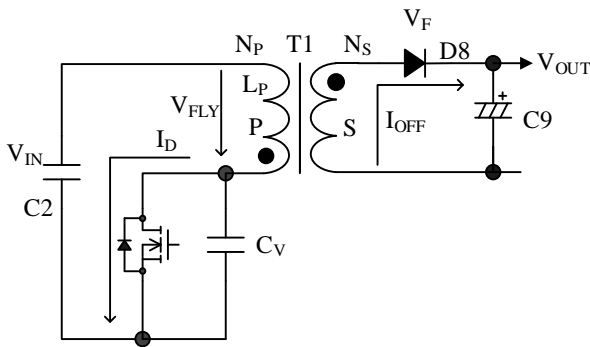 V_F
N_P T1 N_S D8
V_OUT
L_P
V_FLY
I_OFF C9
P S
+
V_IN I_D
C2
C_V